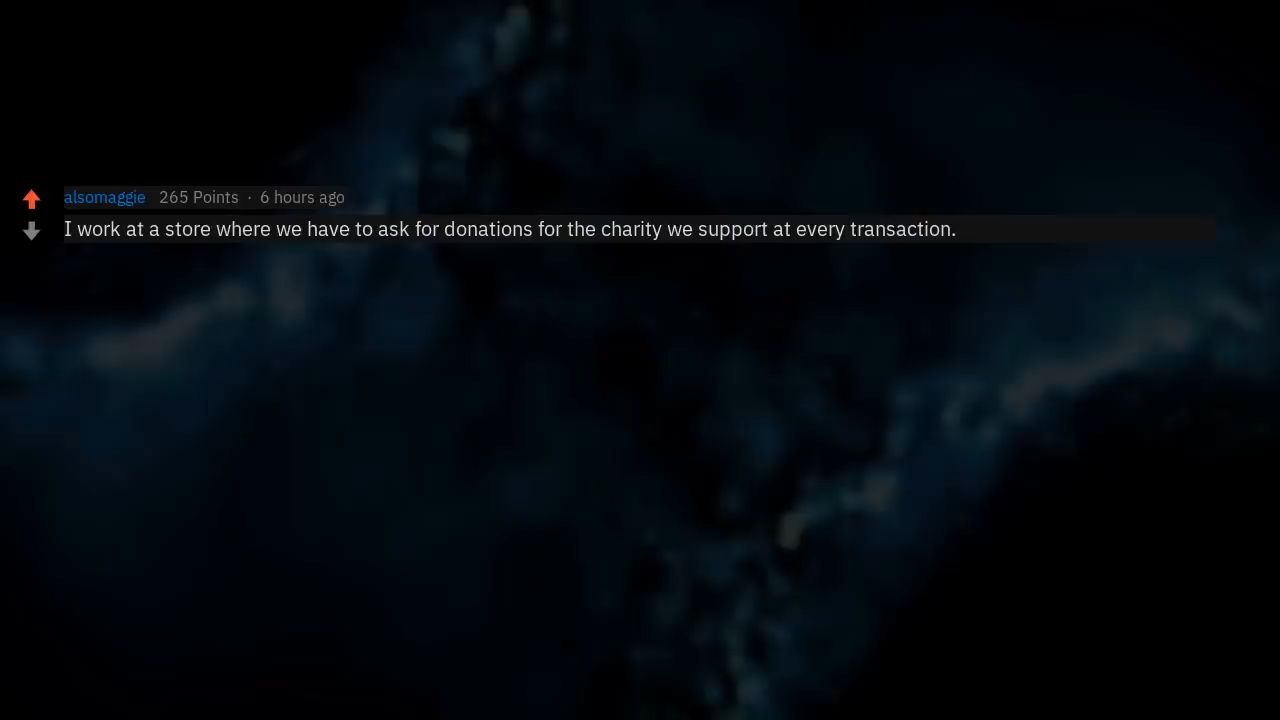 alsomaggie 265 Points · 6 hours ago
I work at a store where we have to ask for donations for the charity we support at every transaction.